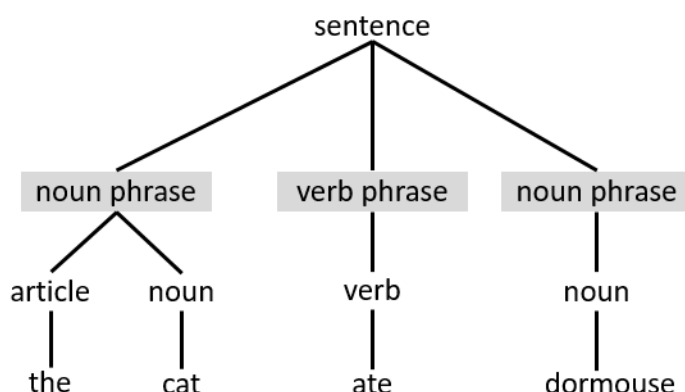 sentence
noun phrase verb phrase noun phrase
article noun verb noun
the cat ate dormouse